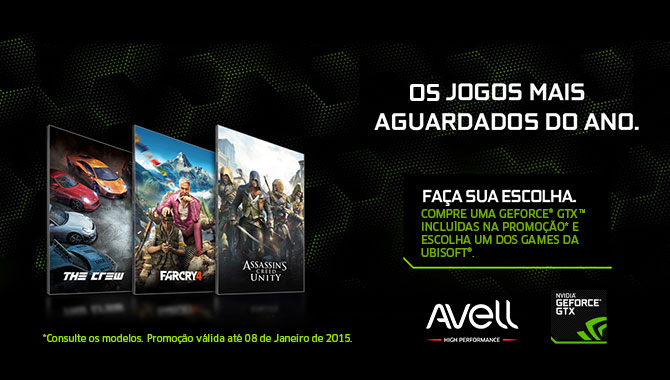 OS JOGOS MAIS
AGUARDADOS DO ANO.
FAÇA SUA ESCOLHA.
COMPRE UMA GEFORCE® GTX™
INCLUÍDAS NA PROMOÇÃO* E
ESCOLHA UM DOS GAMES DA
UBISOFT®.
THE CREW
FARCRY 4
ASSASSIN'S
CREED
UNITY
AVell
HIGH PERFORMANCE
NVIDIA®
GEFORCE®
GTX
*Consulte os modelos. Promoção válida até 08 de Janeiro de 2015.